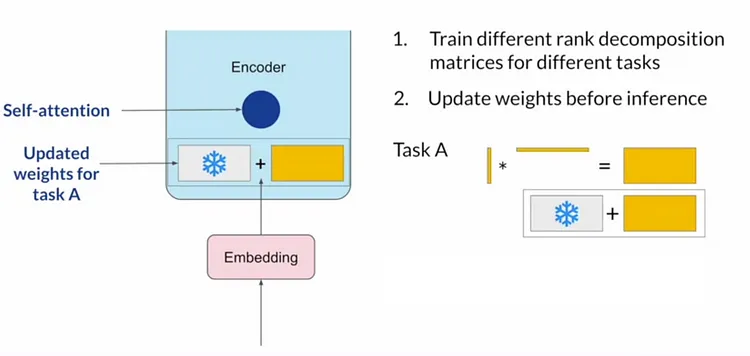 Encoder
Self-attention
Updated
weights for
task A
+
Embedding
1. Train different rank decomposition
matrices for different tasks
2. Update weights before inference
Task A
* =
+